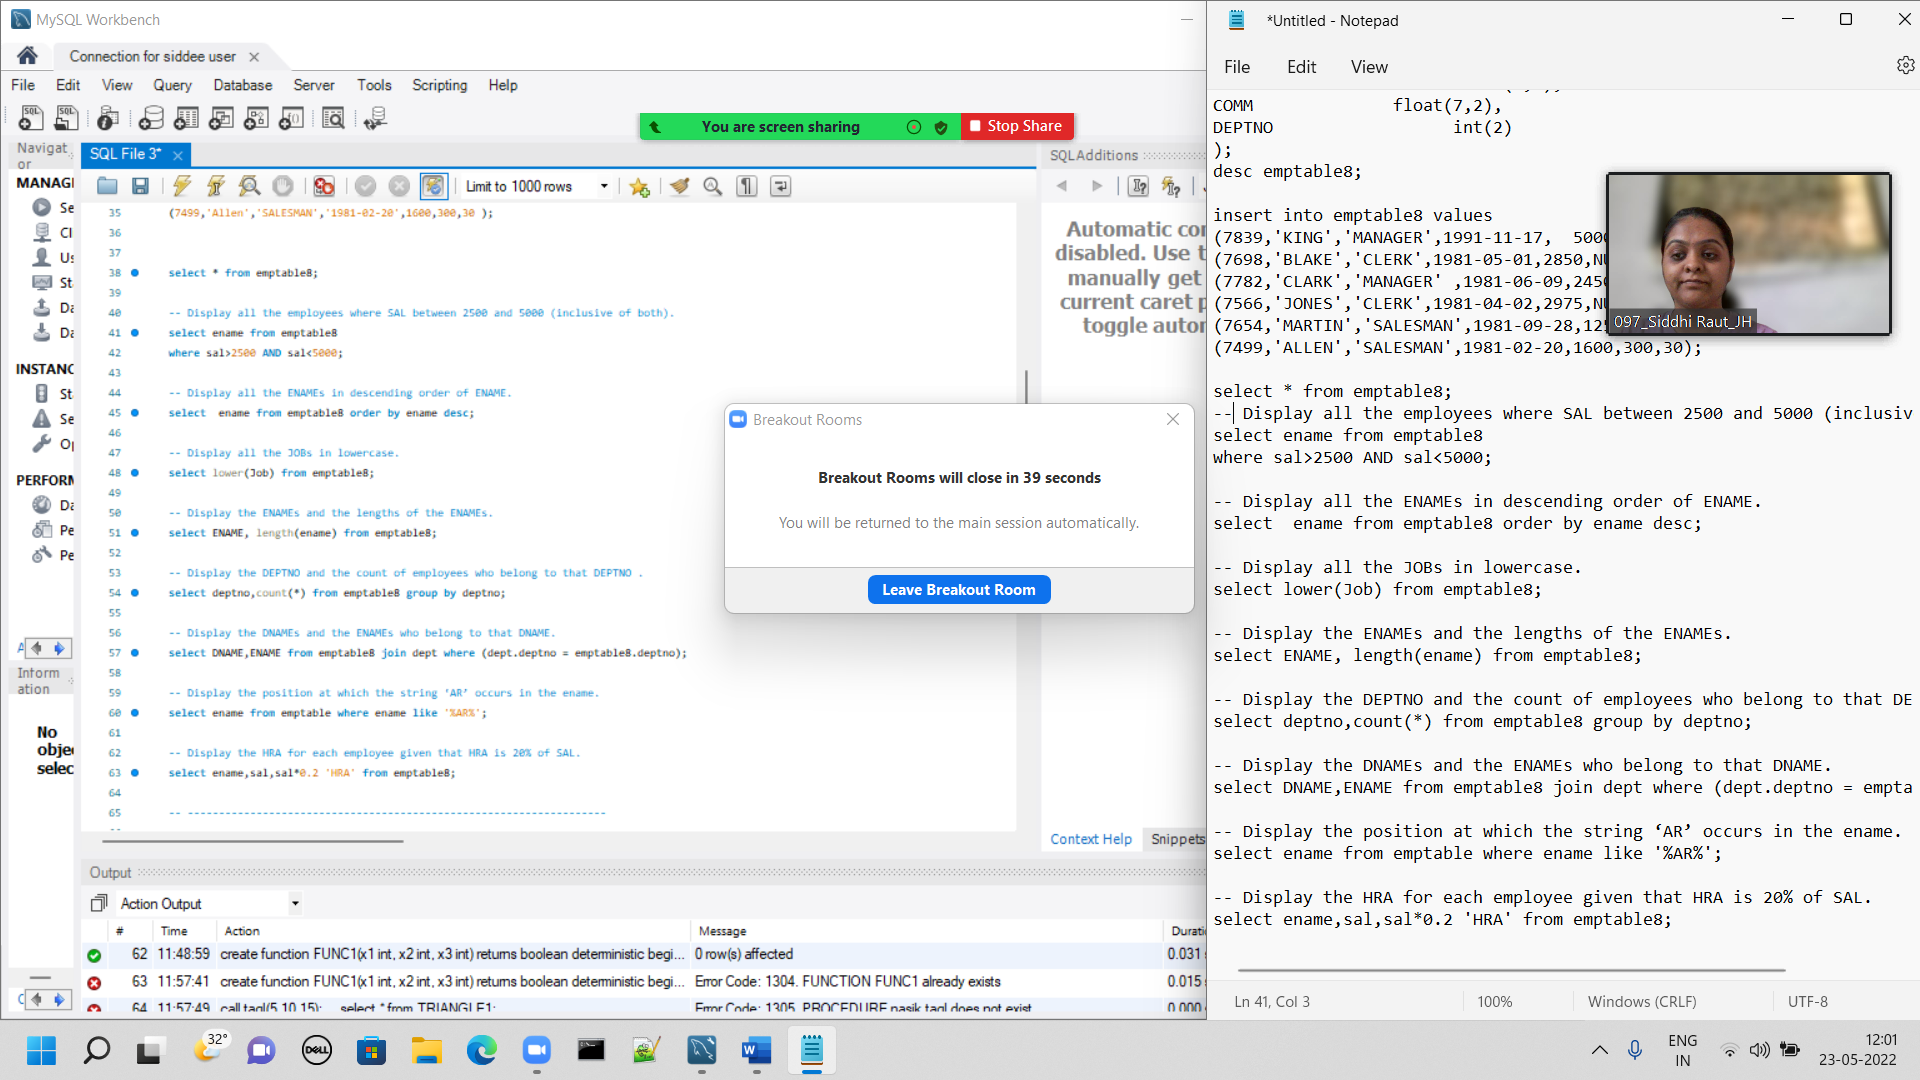 MySQL Workbench
Connection for siddee user
File Edit View Query Database Server Tools Scripting Help
You are screen sharing
Stop Share
Navigat
or
SQL File 3*
SQLAdditions
MANAG
Se
Cl
Us
St
Da
Da
INSTANC
St
Se
Op
PERFORM
Da
Pe
Pe
A
Inform
ation
No
obje
selec
C
Limit to 1000 rows
35 (7499,'Allen','SALESMAN','1981-02-20',1600,300,30 );
36
37
38 select * from emptable8;
39
40 -- Display all the employees where SAL between 2500 and 5000 (inclusive of both).
41 select ename from emptable8
42 where sal>2500 AND sal<5000;
43
44 -- Display all the ENAMEs in descending order of ENAME.
45 select  ename from emptable8 order by ename desc;
46
47 -- Display all the JOBs in lowercase.
48 select lower(Job) from emptable8;
49
50 -- Display the ENAMEs and the lengths of the ENAMEs.
51 select ENAME, length(ename) from emptable8;
52
53 -- Display the DEPTNO and the count of employees who belong to that DEPTNO .
54 select deptno,count(*) from emptable8 group by deptno;
55
56 -- Display the DNAMEs and the ENAMEs who belong to that DNAME.
57 select DNAME,ENAME from emptable8 join dept where (dept.deptno = emptable8.deptno);
58
59 -- Display the position at which the string ‘AR’ occurs in the ename.
60 select ename from emptable where ename like '%AR%';
61
62 -- Display the HRA for each employee given that HRA is 20% of SAL.
63 select ename,sal,sal*0.2 'HRA' from emptable8;
64
65 -- -------------------------------------------------------------------
Automatic con
disabled. Use t
manually get
current caret p
toggle autor
Context Help Snippets
Breakout Rooms
Breakout Rooms will close in 39 seconds
You will be returned to the main session automatically.
Leave Breakout Room
Output
Action Output
# Time Action Message Durati
62 11:48:59 create function FUNC1(x1 int, x2 int, x3 int) returns boolean deterministic begi... 0 row(s) affected 0.031 s
63 11:57:41 create function FUNC1(x1 int, x2 int, x3 int) returns boolean deterministic begi... Error Code: 1304. FUNCTION FUNC1 already exists 0.015 s
64 11:57:49 call tagl(5,10,15); select * from TRIANGLE1; Error Code: 1305. PROCEDURE nasik.tagl does not exist 0.000
*Untitled - Notepad
File Edit View
COMM float(7,2),
DEPTNO int(2)
);
desc emptable8;
insert into emptable8 values
(7839,'KING','MANAGER',1991-11-17,  500
(7698,'BLAKE','CLERK',1981-05-01,2850,NU
(7782,'CLARK','MANAGER' ,1981-06-09,245
(7566,'JONES','CLERK',1981-04-02,2975,NU
(7654,'MARTIN','SALESMAN',1981-09-28,125
(7499,'ALLEN','SALESMAN',1981-02-20,1600,300,30);
097_Siddhi Raut_JH
select * from emptable8;
-- Display all the employees where SAL between 2500 and 5000 (inclusiv
select ename from emptable8
where sal>2500 AND sal<5000;
-- Display all the ENAMEs in descending order of ENAME.
select  ename from emptable8 order by ename desc;
-- Display all the JOBs in lowercase.
select lower(Job) from emptable8;
-- Display the ENAMEs and the lengths of the ENAMEs.
select ENAME, length(ename) from emptable8;
-- Display the DEPTNO and the count of employees who belong to that DE
select deptno,count(*) from emptable8 group by deptno;
-- Display the DNAMEs and the ENAMEs who belong to that DNAME.
select DNAME,ENAME from emptable8 join dept where (dept.deptno = empta
-- Display the position at which the string ‘AR’ occurs in the ename.
select ename from emptable where ename like '%AR%';
-- Display the HRA for each employee given that HRA is 20% of SAL.
select ename,sal,sal*0.2 'HRA' from emptable8;
Ln 41, Col 3 100% Windows (CRLF) UTF-8
32°
DELL
ENG
IN
12:01
23-05-2022